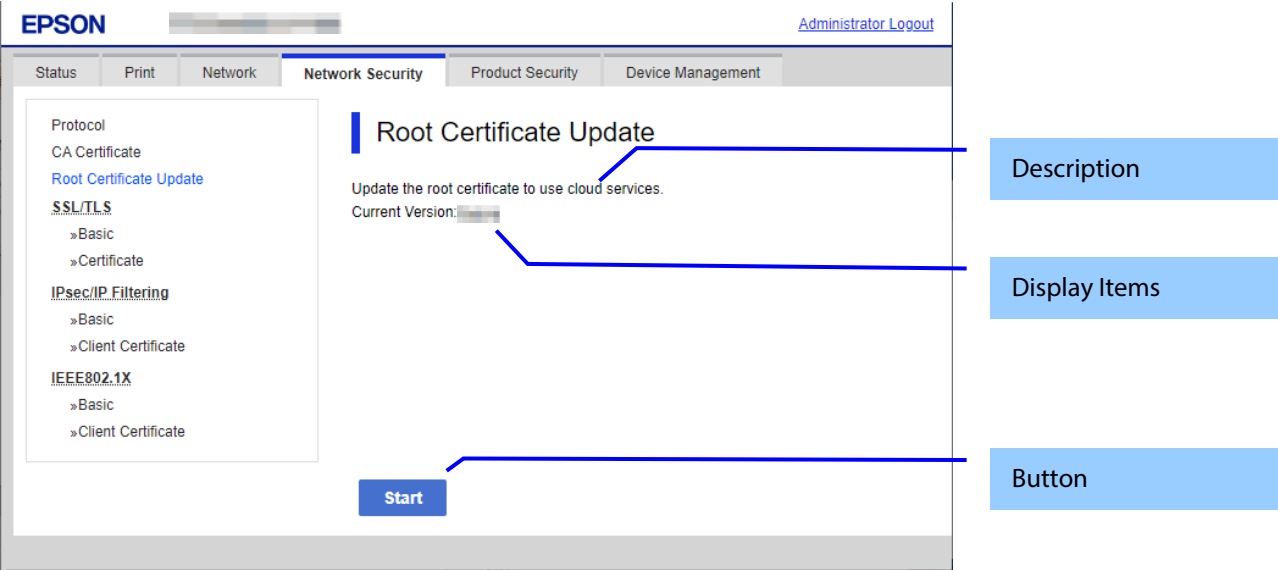 EPSON
Administrator Logout
Status Print Network Network Security Product Security Device Management
Protocol
CA Certificate
Root Certificate Update
SSL/TLS
»Basic
»Certificate
IPsec/IP Filtering
»Basic
»Client Certificate
IEEE802.1X
»Basic
»Client Certificate
Root Certificate Update
Update the root certificate to use cloud services.
Current Version:
Start
Description
Display Items
Button